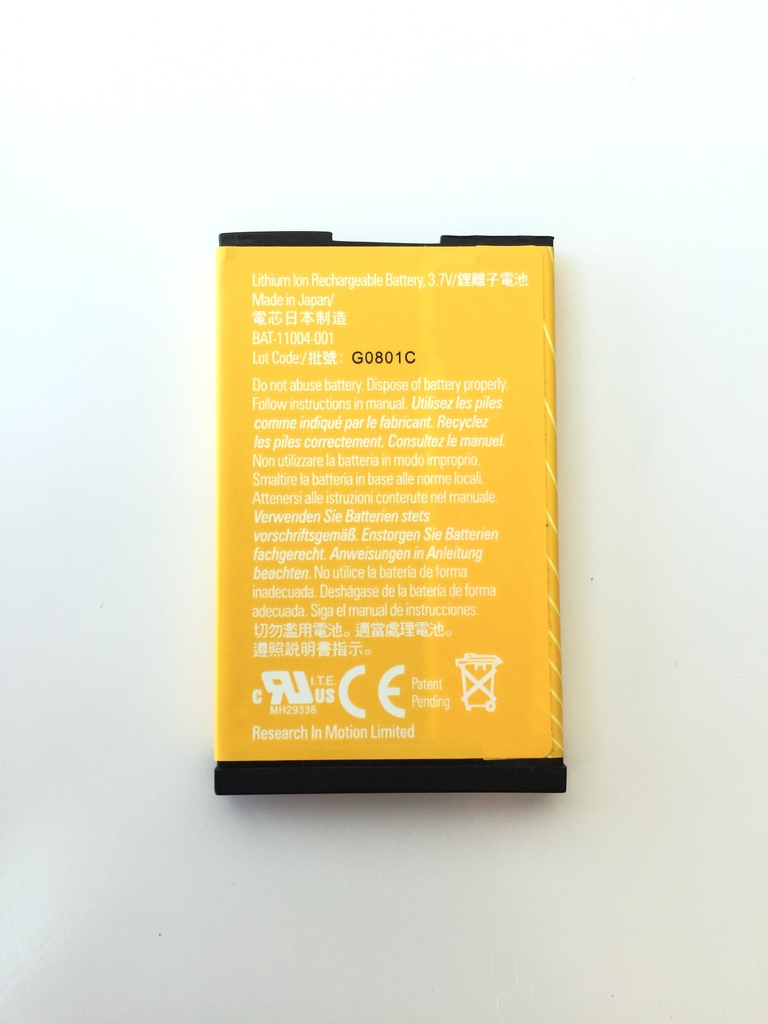 Lithium Ion Rechargeable Battery, 3.7V/鋰離子電池
Made in Japan/
電芯日本制造
BAT-11004-001
Lot Code:/批號: G0801C
Do not abuse battery. Dispose of battery properly.
Follow instructions in manual. Utilisez les piles
comme indiqué par le fabricant. Recyclez
les piles correctement. Consultez le manuel.
Non utilizzare la batteria in modo improprio.
Smaltire la batteria in base alle norme locali.
Attenersi alle istruzioni contenute nel manuale.
Verwenden Sie Batterien stets
vorschriftsgemäß. Enstorgen Sie Batterien
fachgerecht. Anweisungen in Anleitung
beachten. No utilice la batería de forma
inadecuada. Deshágase de la batería de forma
adecuada. Siga el manual de instrucciones.
切勿濫用電池。適當處理電池。
遵照説明書指示。
c RU US I.T.E. CE Patent
MH29338 Pending
Research In Motion Limited